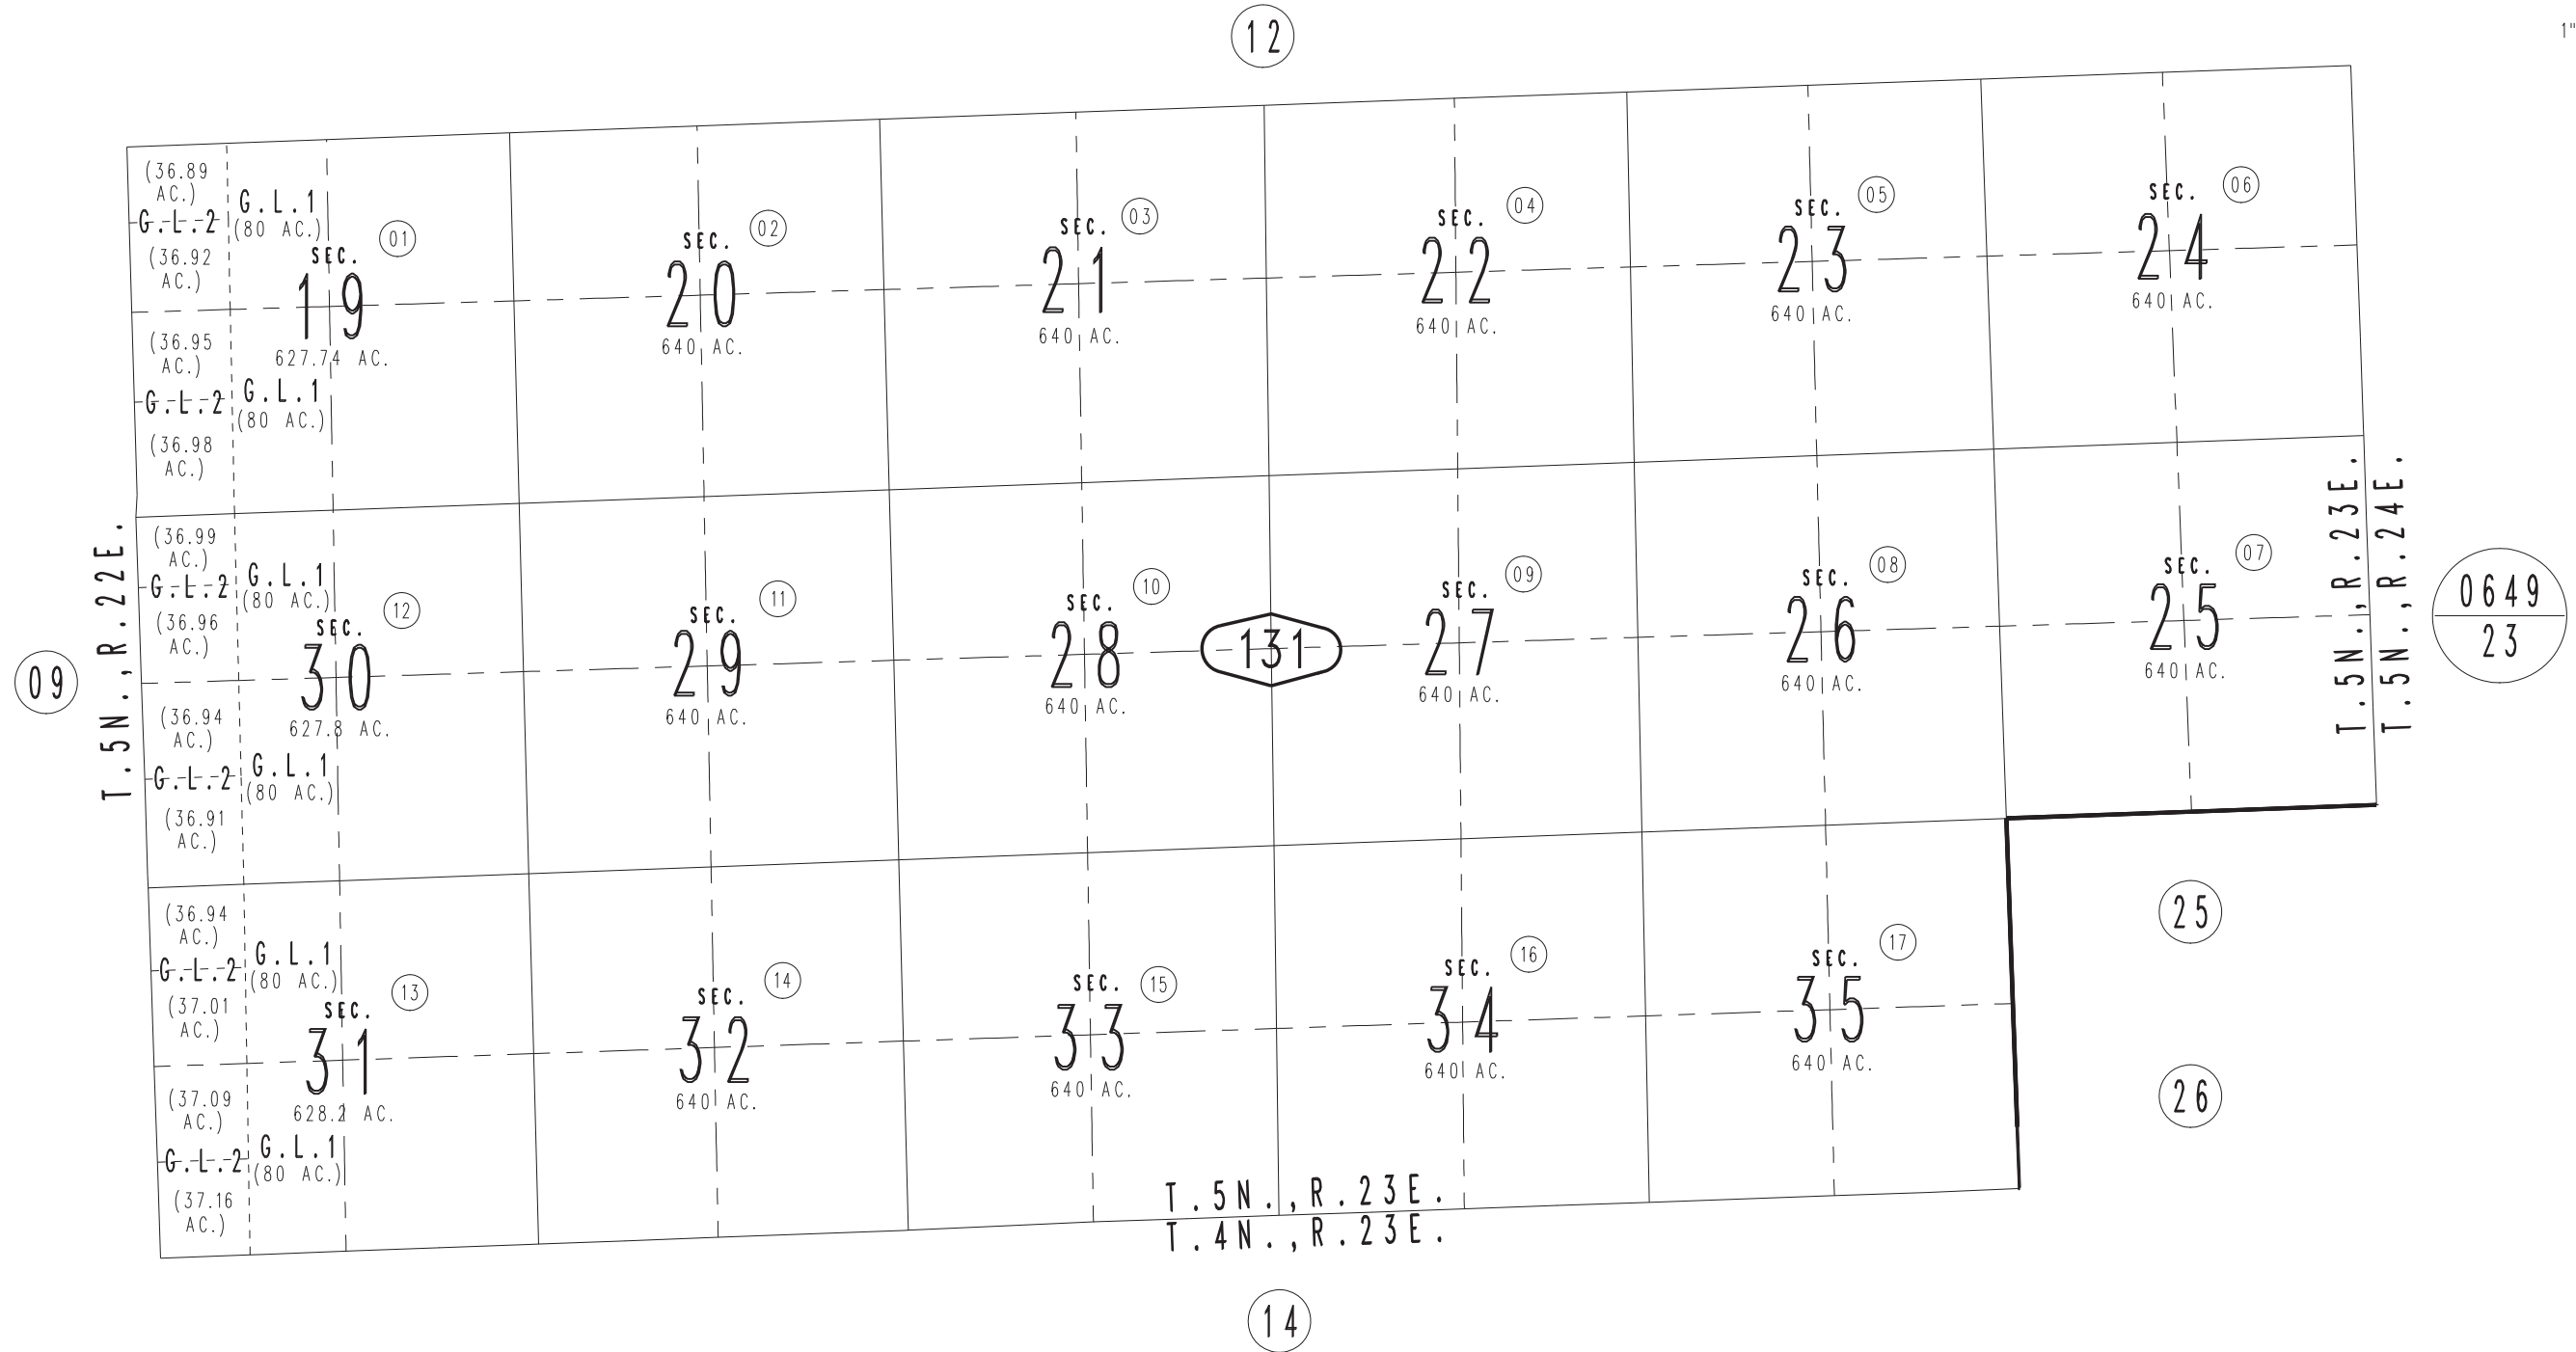 12
1"
(36.89
AC.)
G.L.2
(36.92
AC.)
G.L.1
(80 AC.)
SEC.
01
19
627.74 AC.
(36.95
AC.)
G.L.2
(36.98
AC.)
G.L.1
(80 AC.)
SEC.
02
20
640 AC.
SEC.
03
21
640 AC.
SEC.
04
22
640 AC.
SEC.
05
23
640 AC.
SEC.
06
24
640 AC.
09
T.5N.,R.22E.
(36.99
AC.)
G.L.2
(36.96
AC.)
G.L.1
(80 AC.)
SEC.
12
30
627.8 AC.
(36.94
AC.)
G.L.2
(36.91
AC.)
G.L.1
(80 AC.)
SEC.
11
29
640 AC.
SEC.
10
28
640 AC.
131
SEC.
09
27
640 AC.
SEC.
08
26
640 AC.
SEC.
07
25
640 AC.
T.5N.,R.23E.
T.5N.,R.24E.
0649
23
(36.94
AC.)
G.L.2
(37.01
AC.)
G.L.1
(80 AC.)
SEC.
13
31
628.2 AC.
(37.09
AC.)
G.L.2
(37.16
AC.)
G.L.1
(80 AC.)
SEC.
14
32
640 AC.
SEC.
15
33
640 AC.
SEC.
16
34
640 AC.
SEC.
17
35
640 AC.
25
26
T.5N.,R.23E.
T.4N.,R.23E.
14